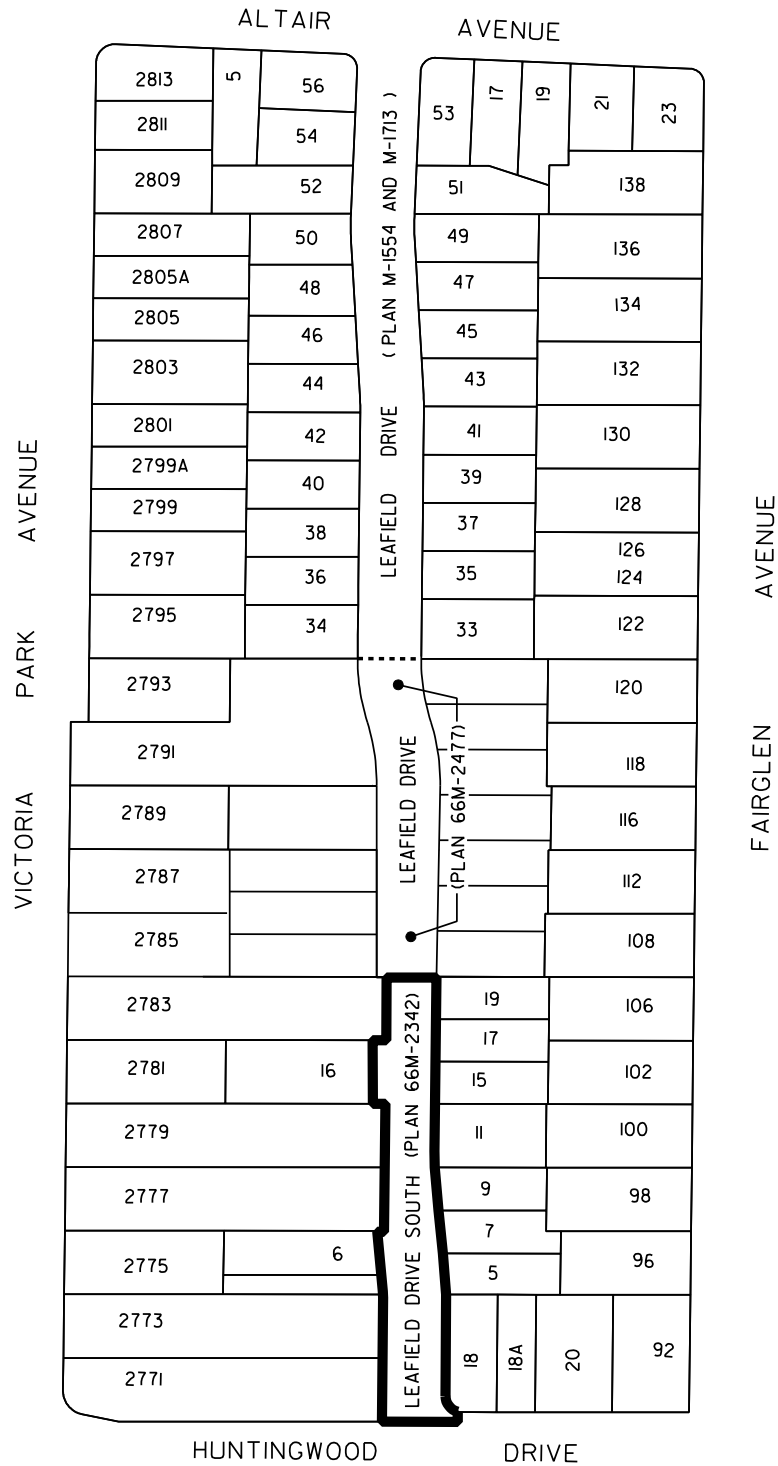 ALTAIR AVENUE
2813 5 56 53 17 19 21 23
2811 54
2809 52 51 138
2807 50 49 136
2805A 48 47 134
2805 46 45
2803 44 43 132
2801 42 41 130
2799A 40 39
2799 38 37 128
2797 36 35 126
124
2795 34 33 122
2793 120
2791 118
2789 116
2787 112
2785 108
2783 19 106
17
2781 16 15 102
2779 11 100
2777 9 98
7
2775 6 5 96
2773 18 18A 20 92
2771
LEAFIELD DRIVE (PLAN M-1554 AND M-1713)
LEAFIELD DRIVE
(PLAN 66M-2477)
LEAFIELD DRIVE SOUTH (PLAN 66M-2342)
VICTORIA PARK AVENUE
FAIRGLEN AVENUE
HUNTINGWOOD DRIVE